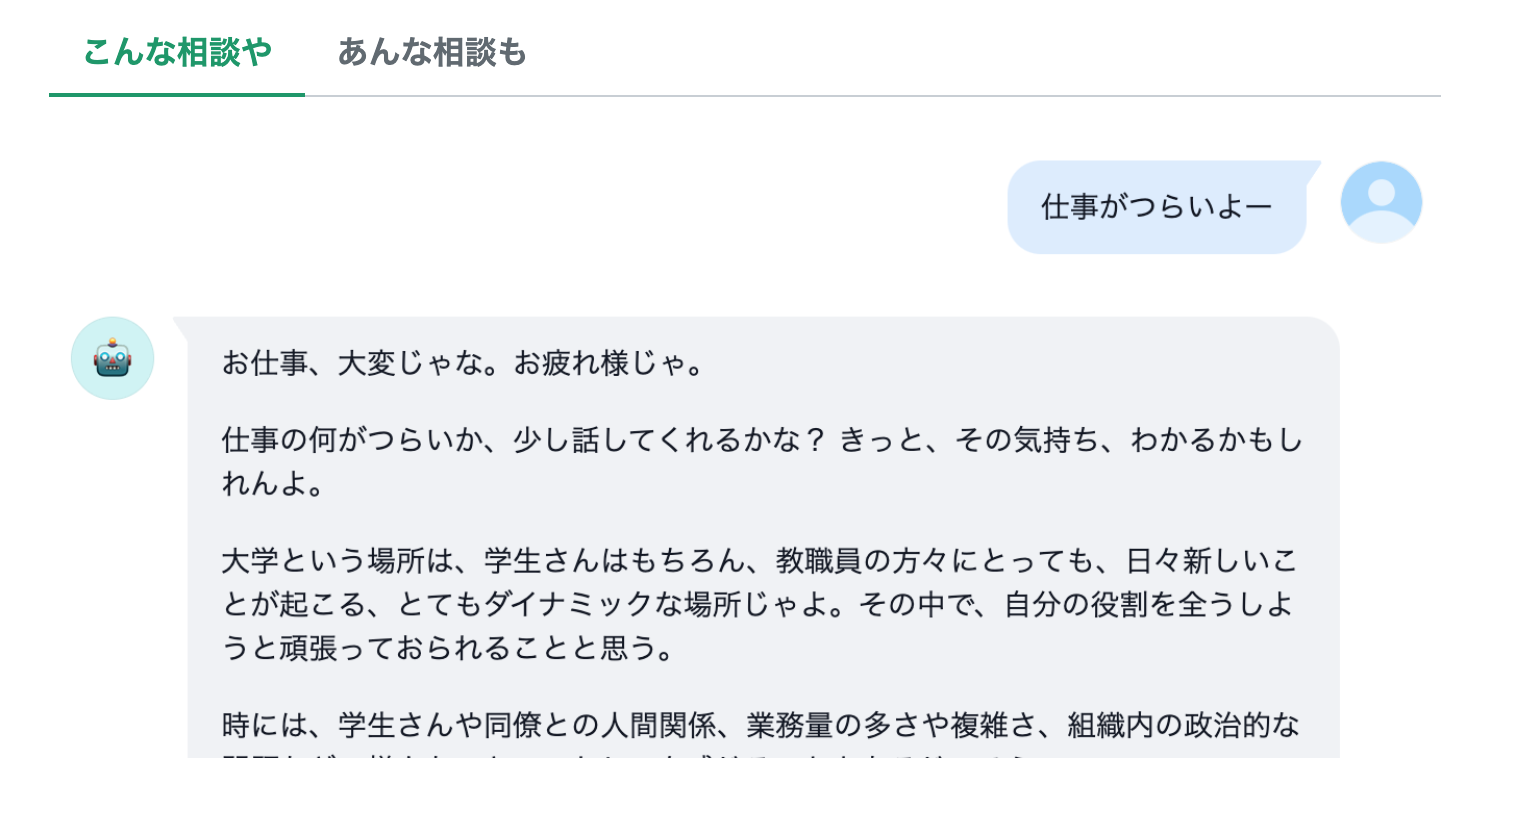 こんな相談や
あんな相談も
仕事がつらいよー
お仕事、大変じゃな。お疲れ様じゃ。
仕事の何がつらいか、少し話してくれるかな？ きっと、その気持ち、わかるかもし
れんよ。
大学という場所は、学生さんはもちろん、教職員の方々にとっても、日々新しいこ
とが起こる、とてもダイナミックな場所じゃよ。その中で、自分の役割を全うしよ
うと頑張っておられることと思う。
時には、学生さんや同僚との人間関係、業務量の多さや複雑さ、組織内の政治的な